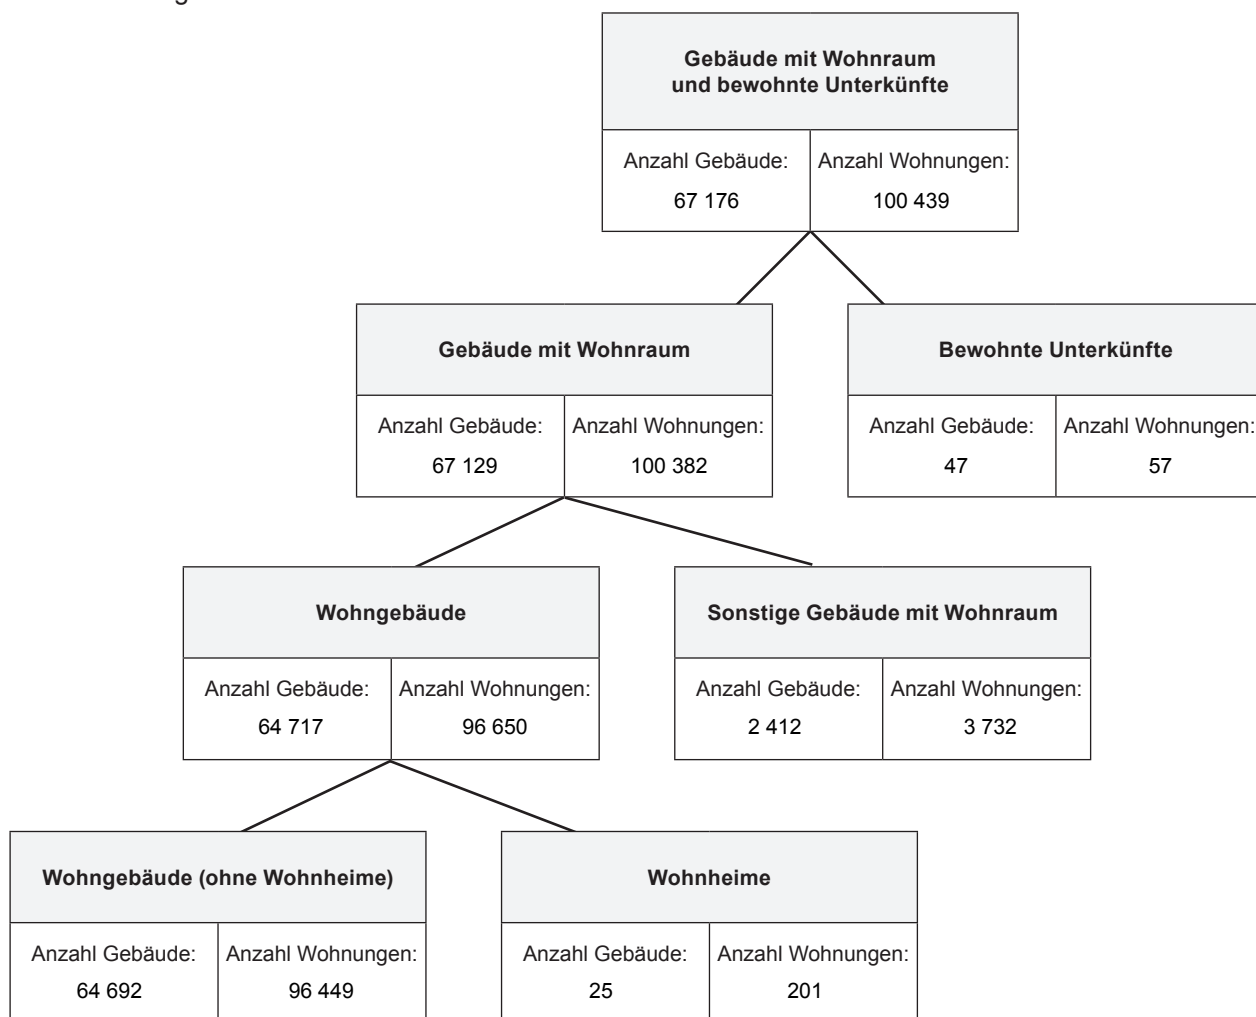 Gebäude mit Wohnraum
und bewohnte Unterkünfte
Anzahl Gebäude: Anzahl Wohnungen:
67 176 100 439
Gebäude mit Wohnraum Bewohnte Unterkünfte
Anzahl Gebäude: Anzahl Wohnungen: Anzahl Gebäude: Anzahl Wohnungen:
67 129 100 382 47 57
Wohngebäude Sonstige Gebäude mit Wohnraum
Anzahl Gebäude: Anzahl Wohnungen: Anzahl Gebäude: Anzahl Wohnungen:
64 717 96 650 2 412 3 732
Wohngebäude (ohne Wohnheime) Wohnheime
Anzahl Gebäude: Anzahl Wohnungen: Anzahl Gebäude: Anzahl Wohnungen:
64 692 96 449 25 201